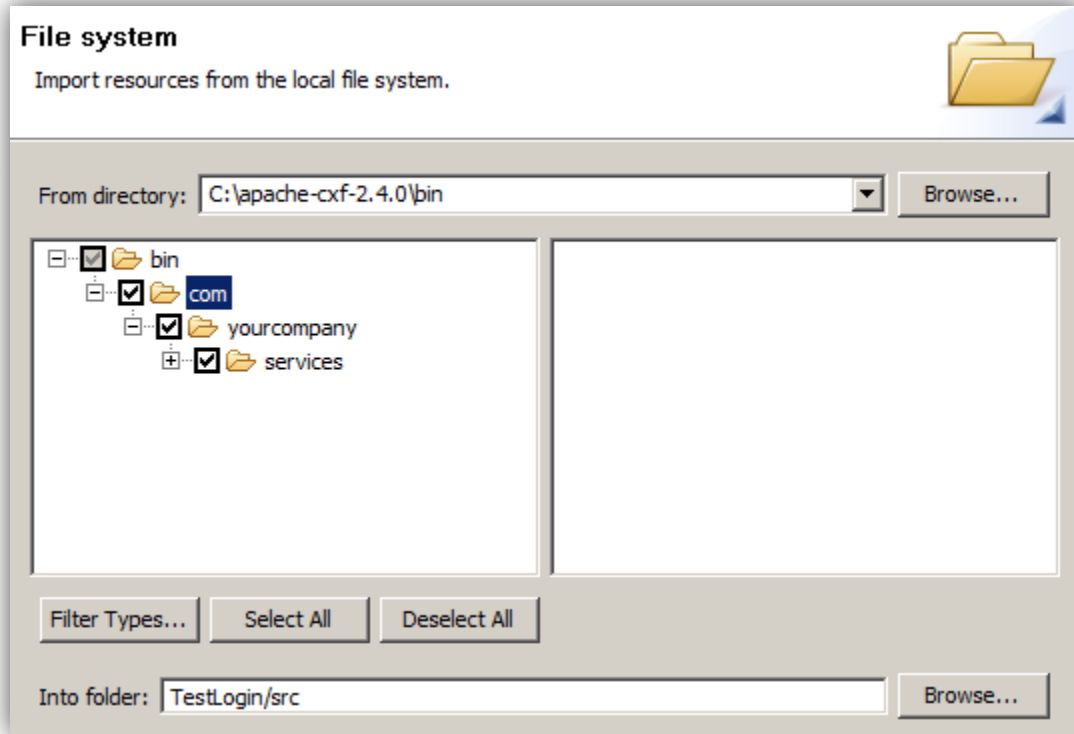 File system
Import resources from the local file system.
From directory: C:\apache-cxf-2.4.0\bin Browse...
bin
com
yourcompany
services
Filter Types... Select All Deselect All
Into folder: TestLogin/src Browse...